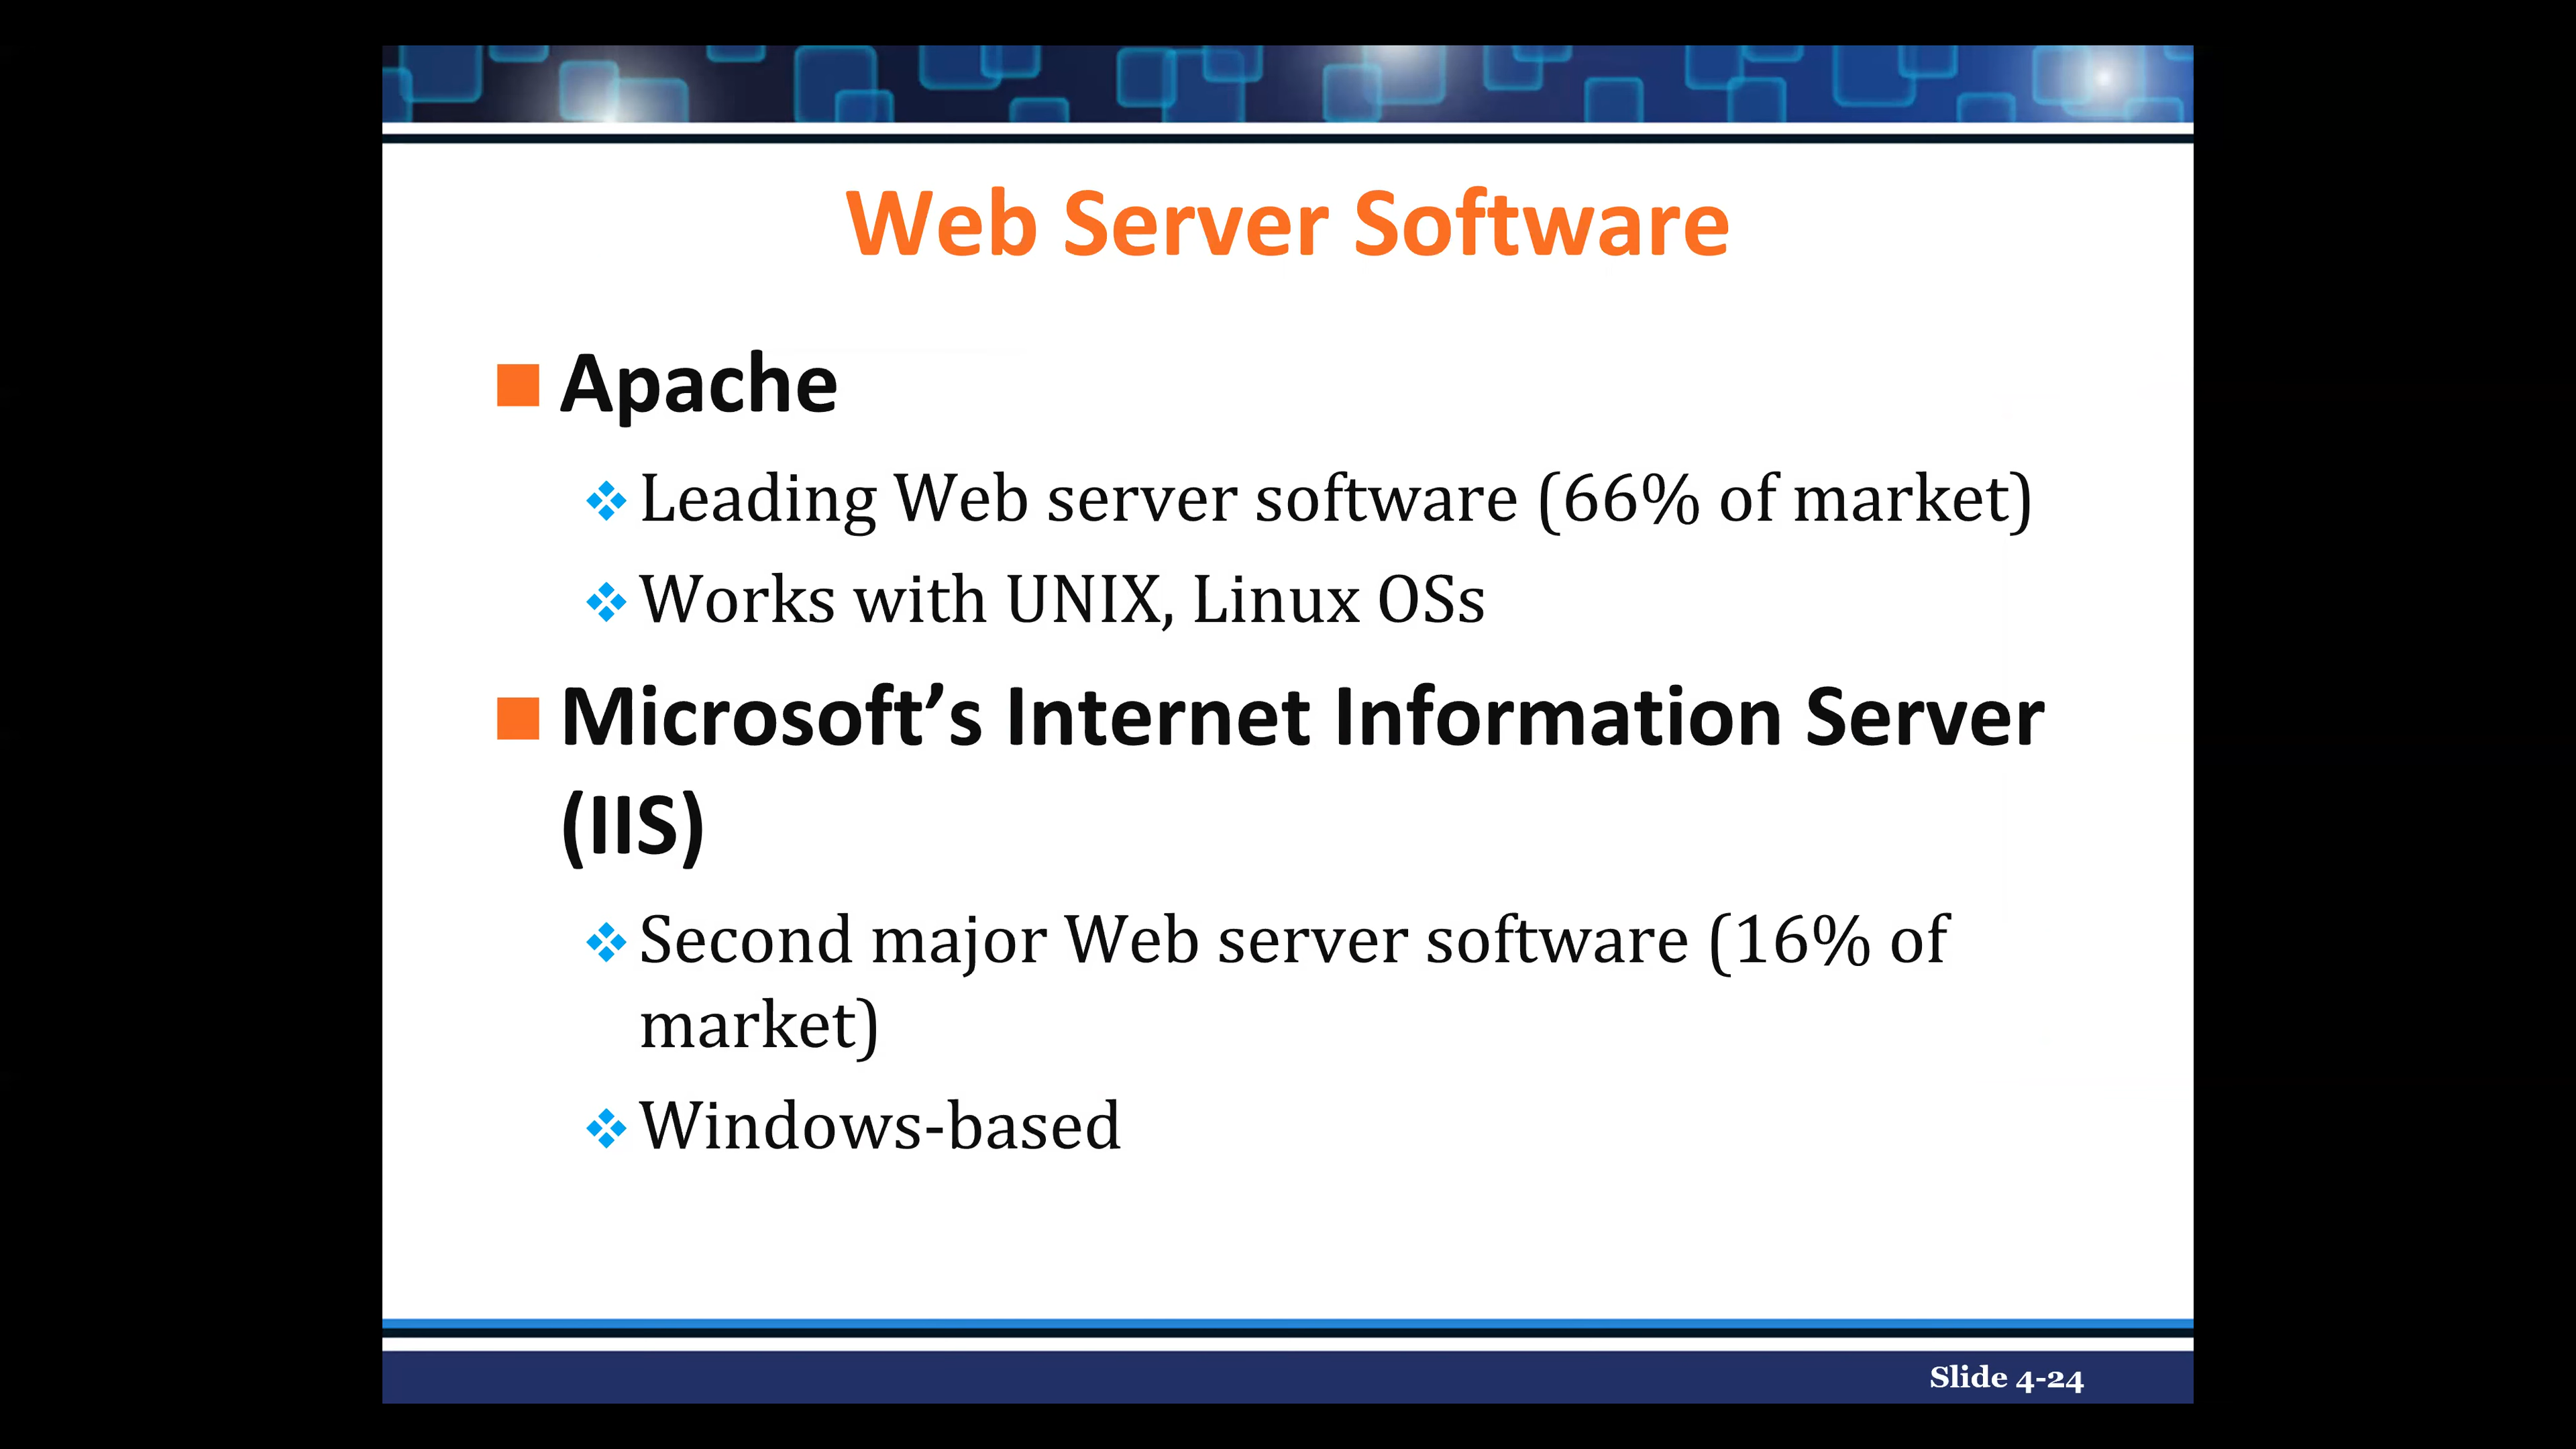 Web Server Software
Apache
Leading Web server software (66% of market)
Works with UNIX, Linux OSs
Microsoft’s Internet Information Server
(IIS)
Second major Web server software (16% of
market)
Windows-based
Slide 4-24